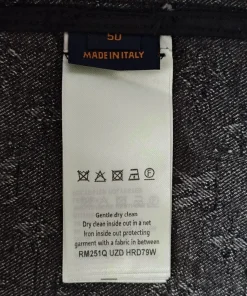 50
MADE IN ITALY
Gentle dry clean
Dry clean inside out in a net
Iron inside out protecting
garment with a fabric in between
RM251Q UZD HRD79W